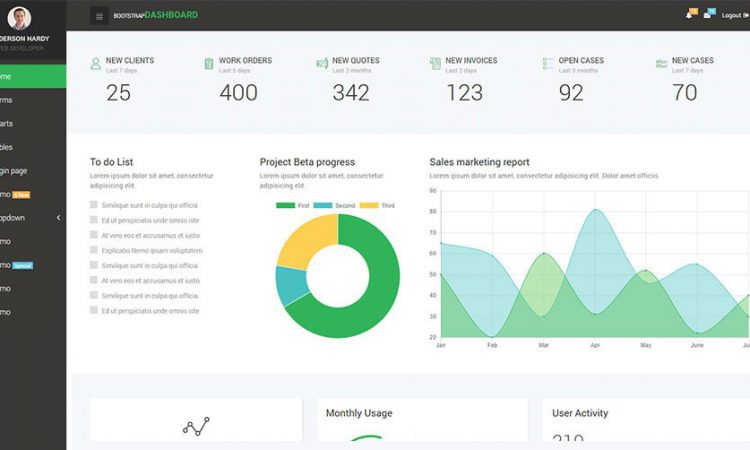 BOOTSTRAPDASHBOARD
Logout
DERSON HARDY
WEB DEVELOPER
NEW CLIENTS
Last 7 days
25
WORK ORDERS
Last 5 days
400
NEW QUOTES
Last 2 months
342
NEW INVOICES
Last 2 days
123
OPEN CASES
Last 3 months
92
NEW CASES
Last 7 days
70
me
rms
arts
bles
gin page
mo
opdown
mo
mo Special
mo
mo
To do List
Lorem ipsum dolor sit amet, consectetur
adipisicing elit.
Similique sunt in culpa qui officia
Ed ut perspiciatis unde omnis iste
At vero eos et accusamus et iusto
Explicabo Nemo ipsam voluptatem
Similique sunt in culpa qui officia
At vero eos et accusamus et iusto
Similique sunt in culpa qui officia
Ed ut perspiciatis unde omnis iste
Project Beta progress
Lorem ipsum dolor sit amet, consectetur
adipisicing elit.
First Second Third
Sales marketing report
Lorem ipsum dolor sit amet, consectetur adipisicing elit. Dolor amet officiis
90
80
70
60
50
40
30
20
Jan Feb Mar Apr May June Jul
Monthly Usage
User Activity
210